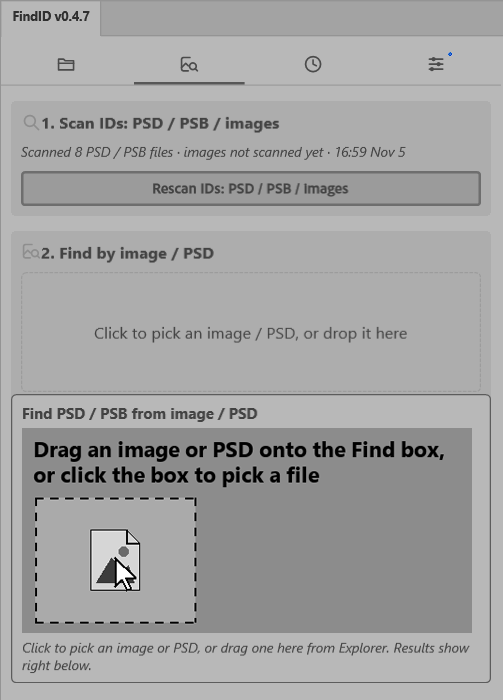 FindID v0.4.7
1. Scan IDs: PSD / PSB / images
Scanned 8 PSD / PSB files · images not scanned yet · 16:59 Nov 5
Rescan IDs: PSD / PSB / images
2. Find by image / PSD
Click to pick an image / PSD, or drop it here
Find PSD / PSB from image / PSD
Drag an image or PSD onto the Find box,
or click the box to pick a file
Click to pick an image or PSD, or drag one here from Explorer. Results show
right below.